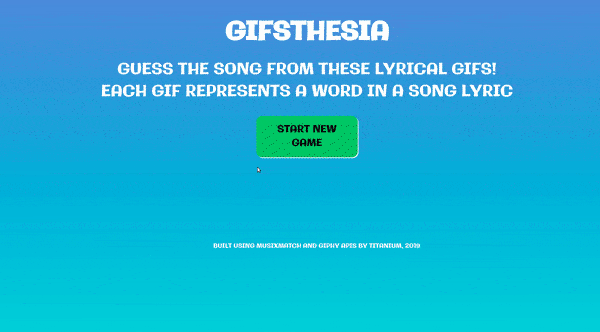 GIFSTHESIA
GUESS THE SONG FROM THESE LYRICAL GIFS!
EACH GIF REPRESENTS A WORD IN A SONG LYRIC
START NEW
GAME
BUILT USING MUSIXMATCH AND GIPHY APIS BY TITANIUM, 2019